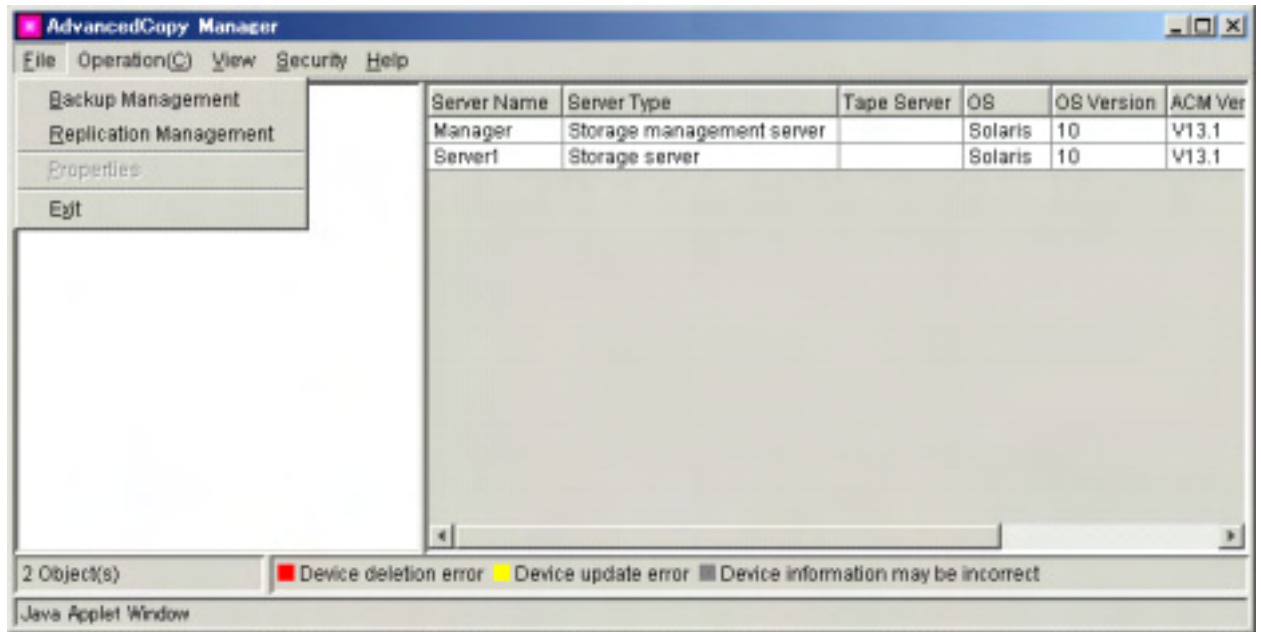 AdvancedCopy Manager
File Operation(C) View Security Help
Backup Management
Replication Management
Properties
Exit
Server Name Server Type Tape Server OS OS Version ACM Ver
Manager Storage management server Solaris 10 V13.1
Server1 Storage server Solaris 10 V13.1
2 Object(s) Device deletion error Device update error Device information may be incorrect
Java Applet Window